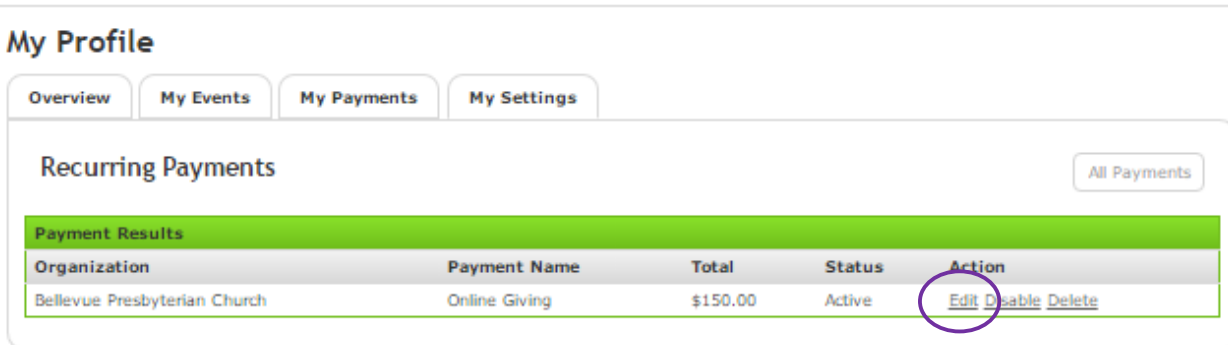 My Profile
Overview My Events My Payments My Settings
Recurring Payments
All Payments
Payment Results
Organization Payment Name Total Status Action
Bellevue Presbyterian Church Online Giving $150.00 Active Edit Disable Delete